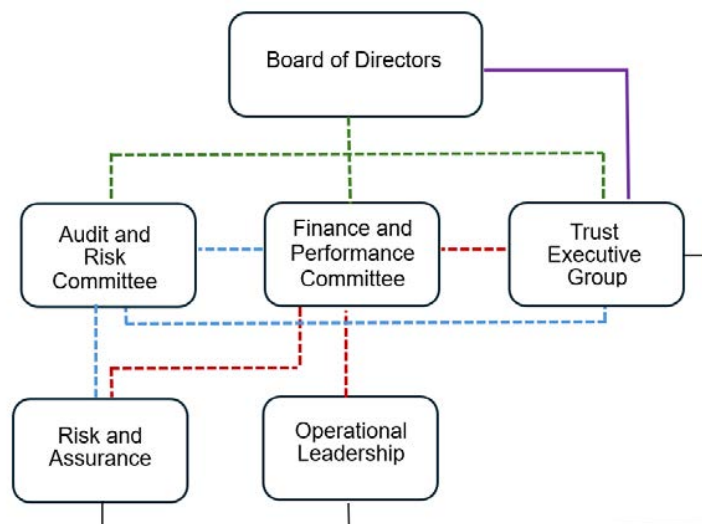 Board of Directors
Audit and
Risk
Committee
Finance and
Performance
Committee
Trust
Executive
Group
Risk and
Assurance
Operational
Leadership